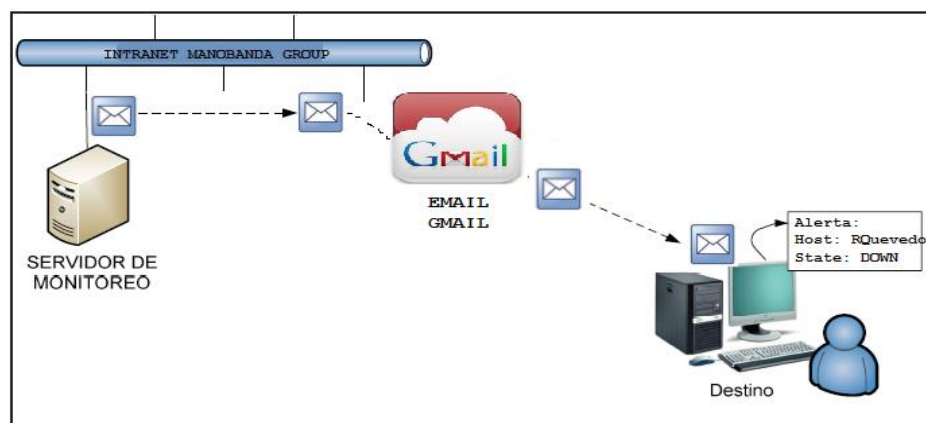 INTRANET MANOBANDA GROUP
Gmail
EMAIL
GMAIL
SERVIDOR DE
MONITOREO
Alerta:
Host: RQuevedo
State: DOWN
Destino